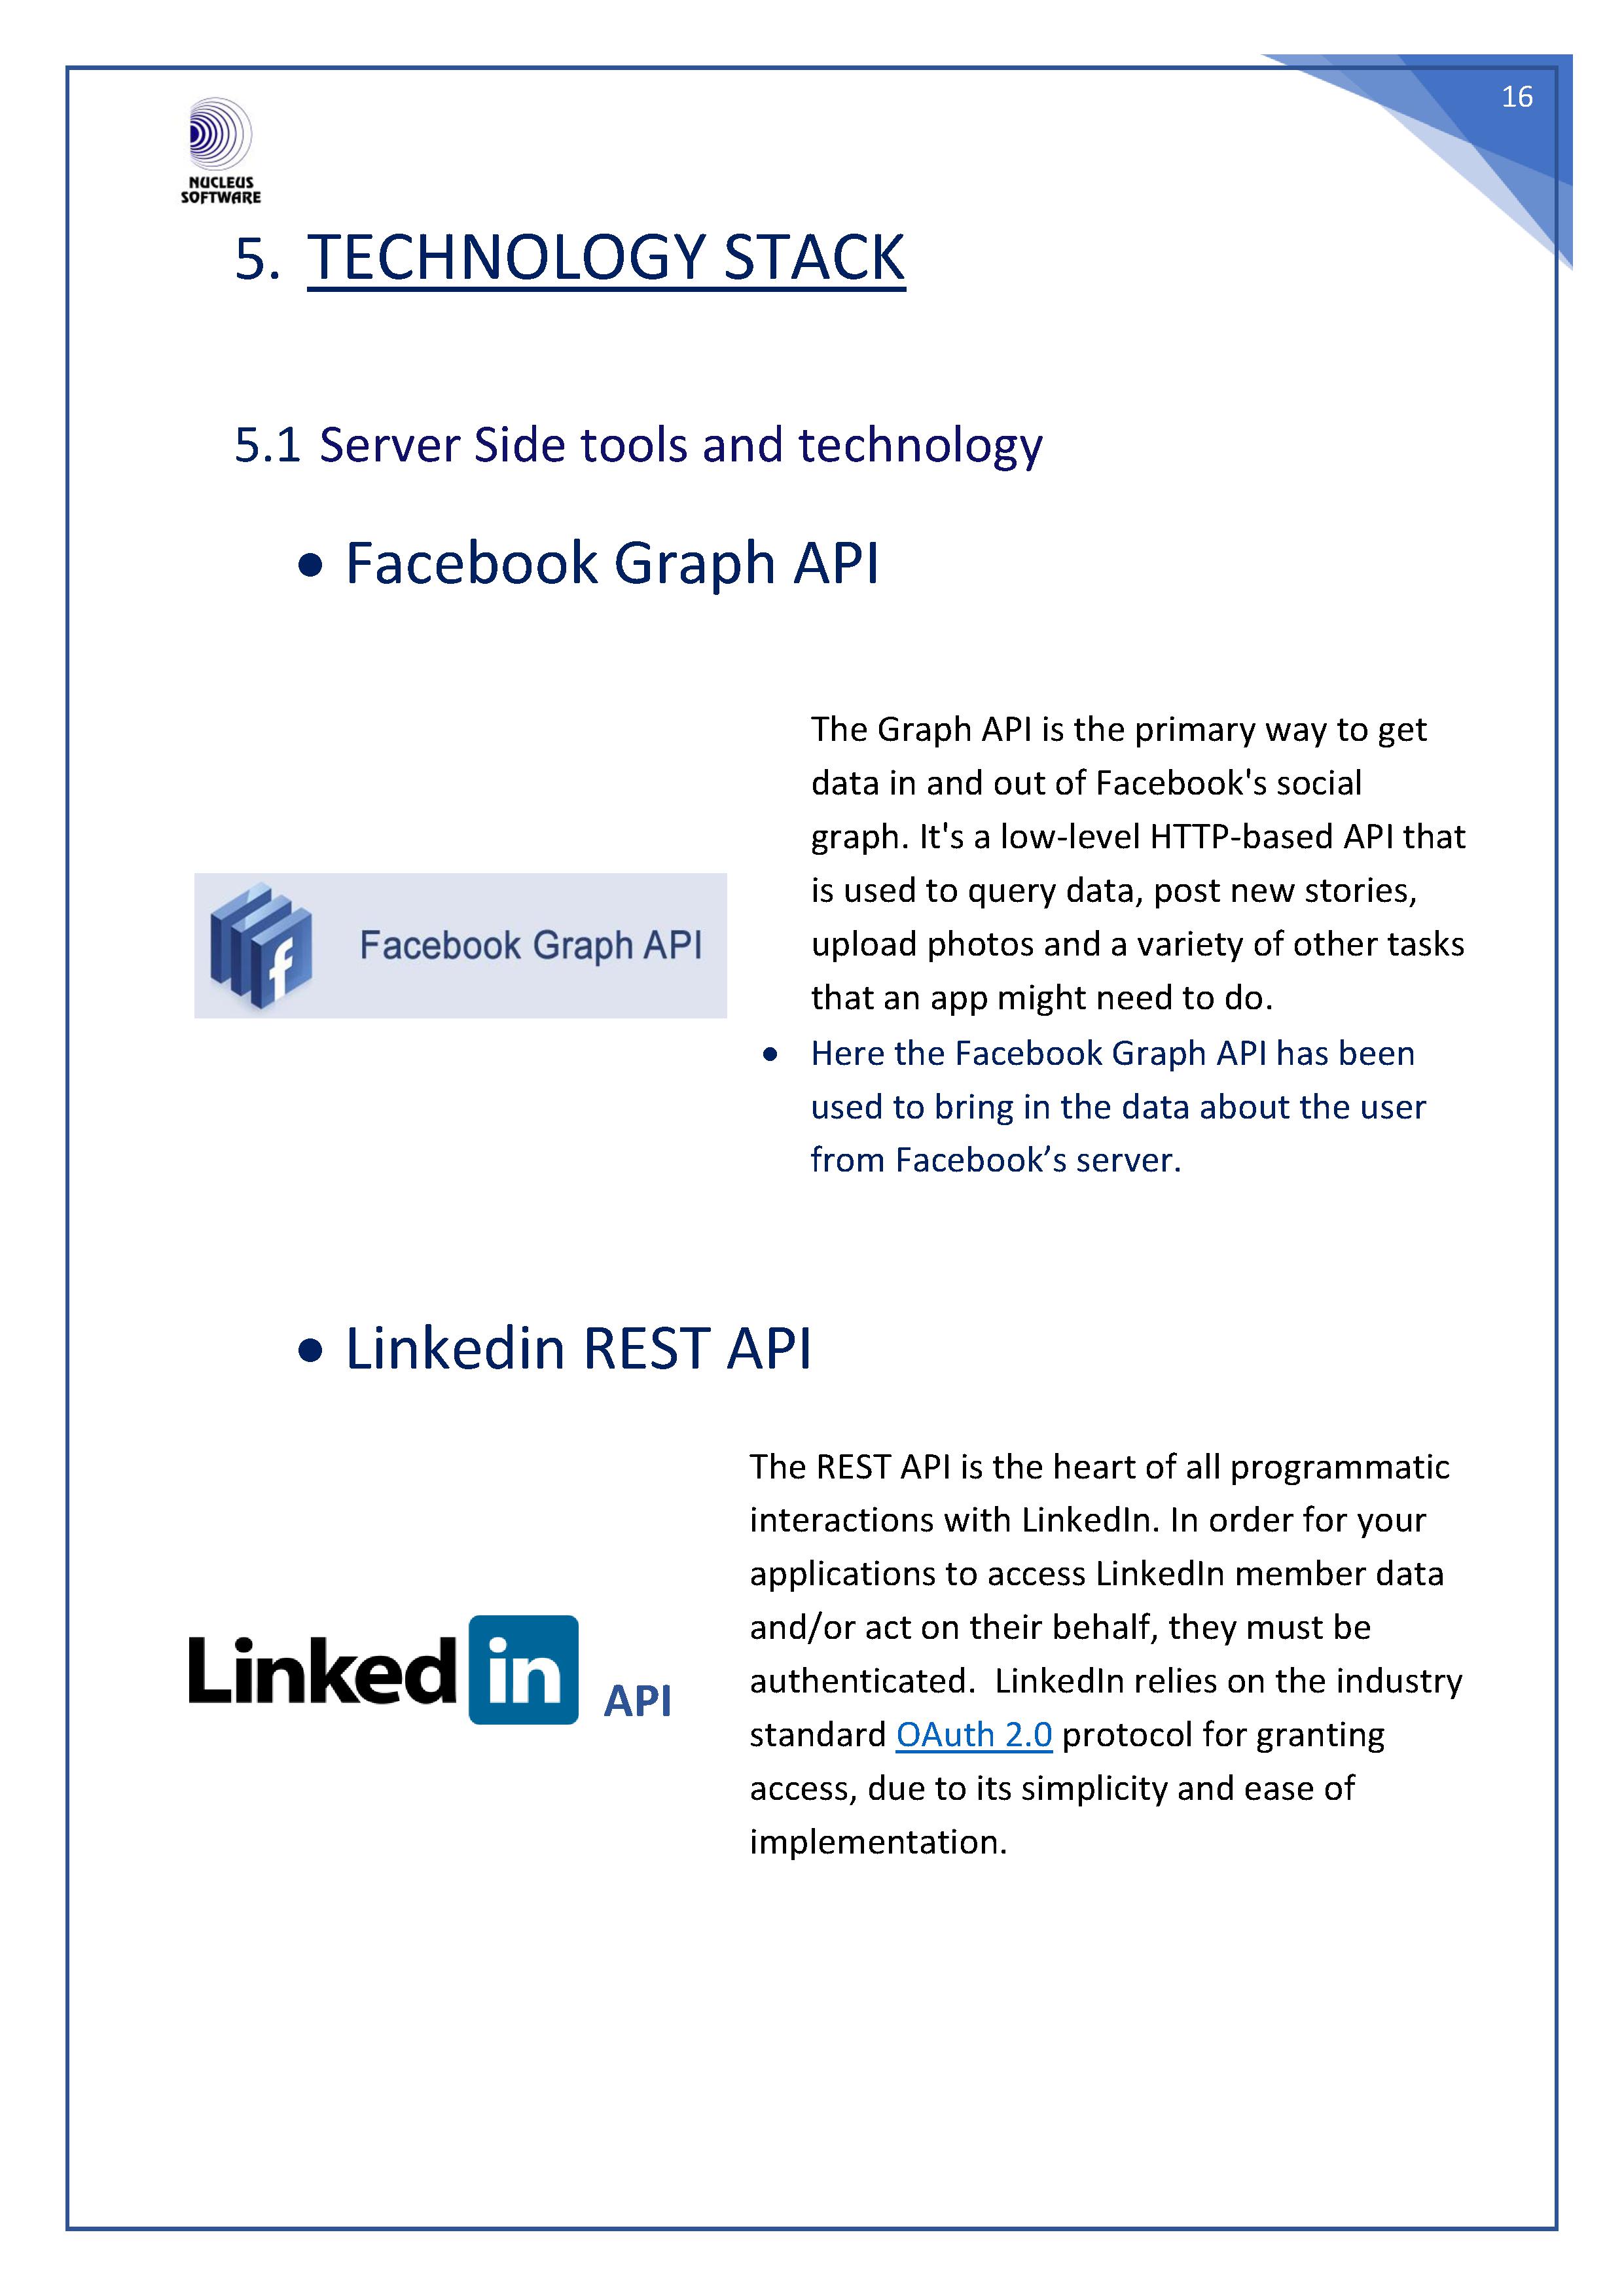 16
NUCLEUS
SOFTWARE
5. TECHNOLOGY STACK
5.1 Server Side tools and technology
• Facebook Graph API
The Graph API is the primary way to get
data in and out of Facebook's social
graph. It's a low-level HTTP-based API that
is used to query data, post new stories,
upload photos and a variety of other tasks
that an app might need to do.
f Facebook Graph API
• Here the Facebook Graph API has been
used to bring in the data about the user
from Facebook’s server.
• Linkedin REST API
The REST API is the heart of all programmatic
interactions with LinkedIn. In order for your
applications to access LinkedIn member data
and/or act on their behalf, they must be
authenticated.  LinkedIn relies on the industry
standard OAuth 2.0 protocol for granting
access, due to its simplicity and ease of
implementation.
Linkedin API